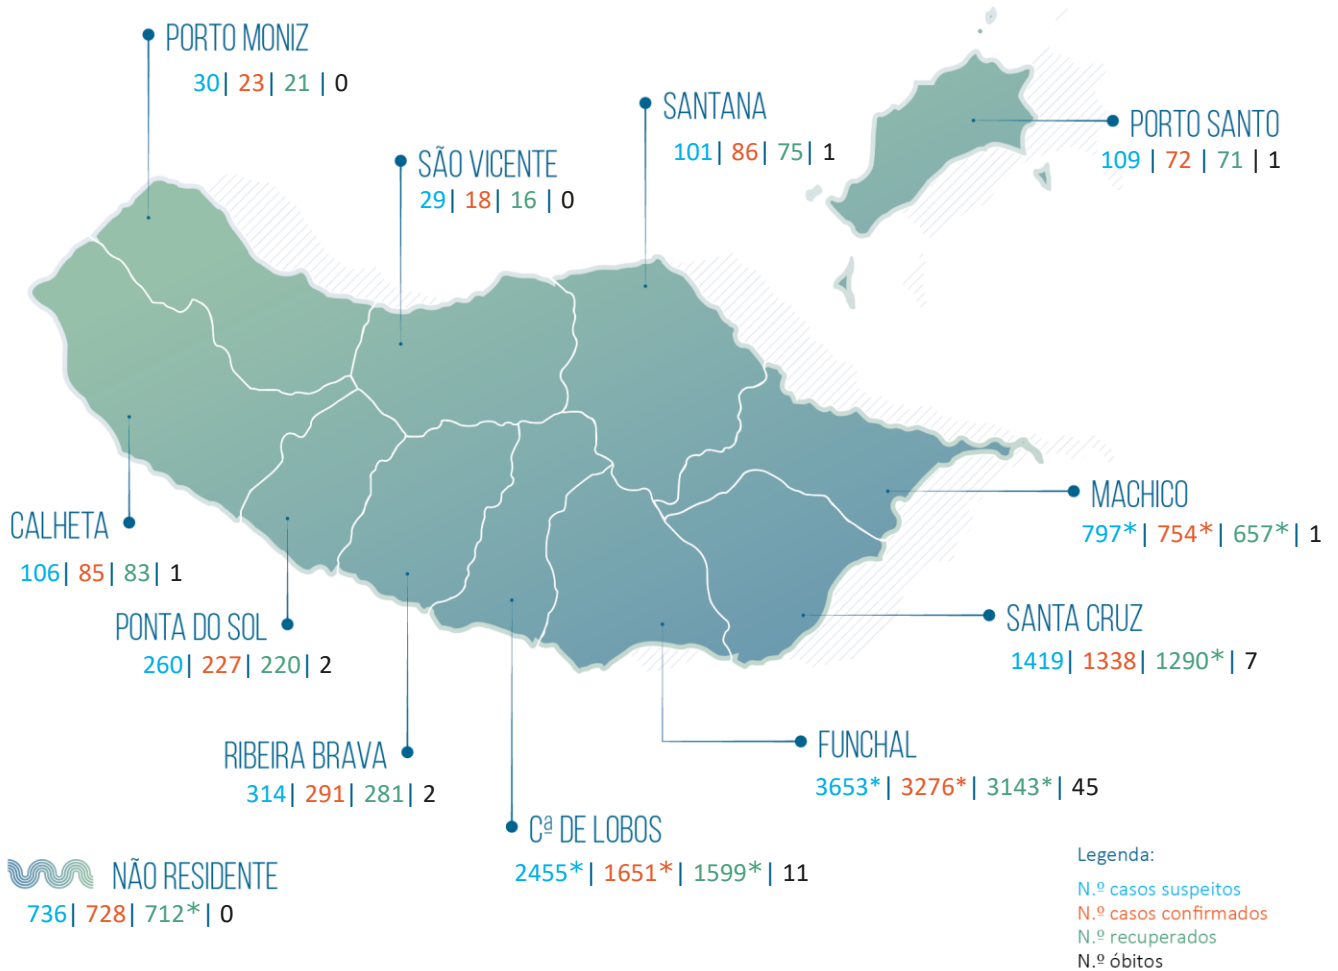 PORTO MONIZ
30| 23| 21 | 0
SANTANA
101| 86| 75| 1
PORTO SANTO
109 | 72 | 71 | 1
SÃO VICENTE
29| 18| 16 | 0
MACHICO
797*| 754*| 657*| 1
CALHETA
106| 85| 83| 1
PONTA DO SOL
260| 227| 220| 2
SANTA CRUZ
1419| 1338| 1290*| 7
RIBEIRA BRAVA
314| 291| 281| 2
FUNCHAL
3653*| 3276*| 3143*| 45
Cª DE LOBOS
2455*| 1651*| 1599*| 11
NÃO RESIDENTE
736| 728| 712*| 0
Legenda:
N.º casos suspeitos
N.º casos confirmados
N.º recuperados
N.º óbitos